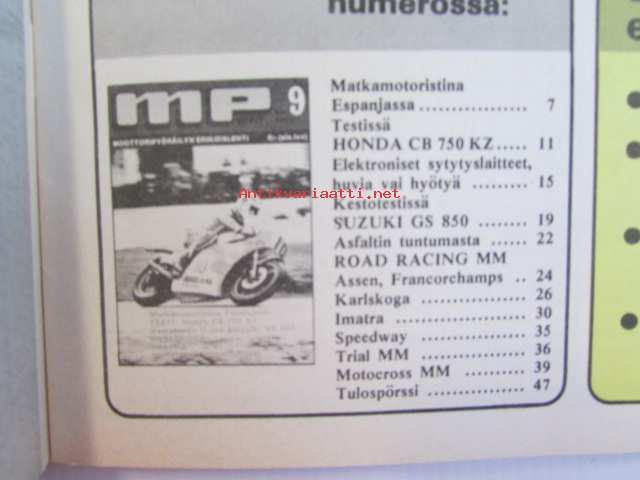 numerossa:
mp 9
MOOTTORIPYÖRÄILYN ERIKOISLEHTI
Matkamotoristina
Espanjassa ................. 7
Testissä
HONDA CB 750 KZ..... 11
Elektroniset sytytyslaitteet,
huvia vai hyötyä ......... 15
Kestotestissä
SUZUKI GS 850 ........ 19
Asfaltin tuntumasta ...... 22
ROAD RACING MM
Assen, Francorchamps .. 24
Karlskoga .................. 26
Imatra ....................... 30
Speedway .................. 35
Trial MM ................... 36
Motocross MM ........... 39
Tulospörssi ................ 47
Antikvariaatti.net
e